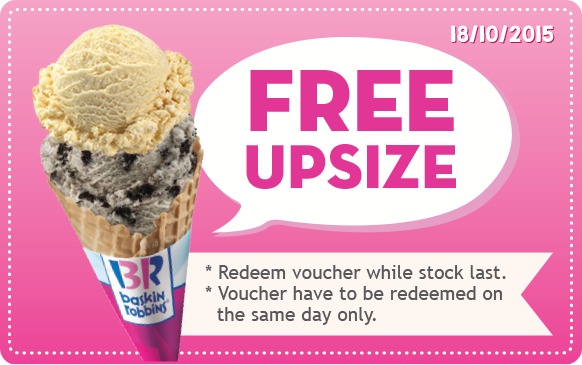 18/10/2015
FREE
UPSIZE
* Redeem voucher while stock last.
* Voucher have to be redeemed on
the same day only.
BR
baskin
robbins